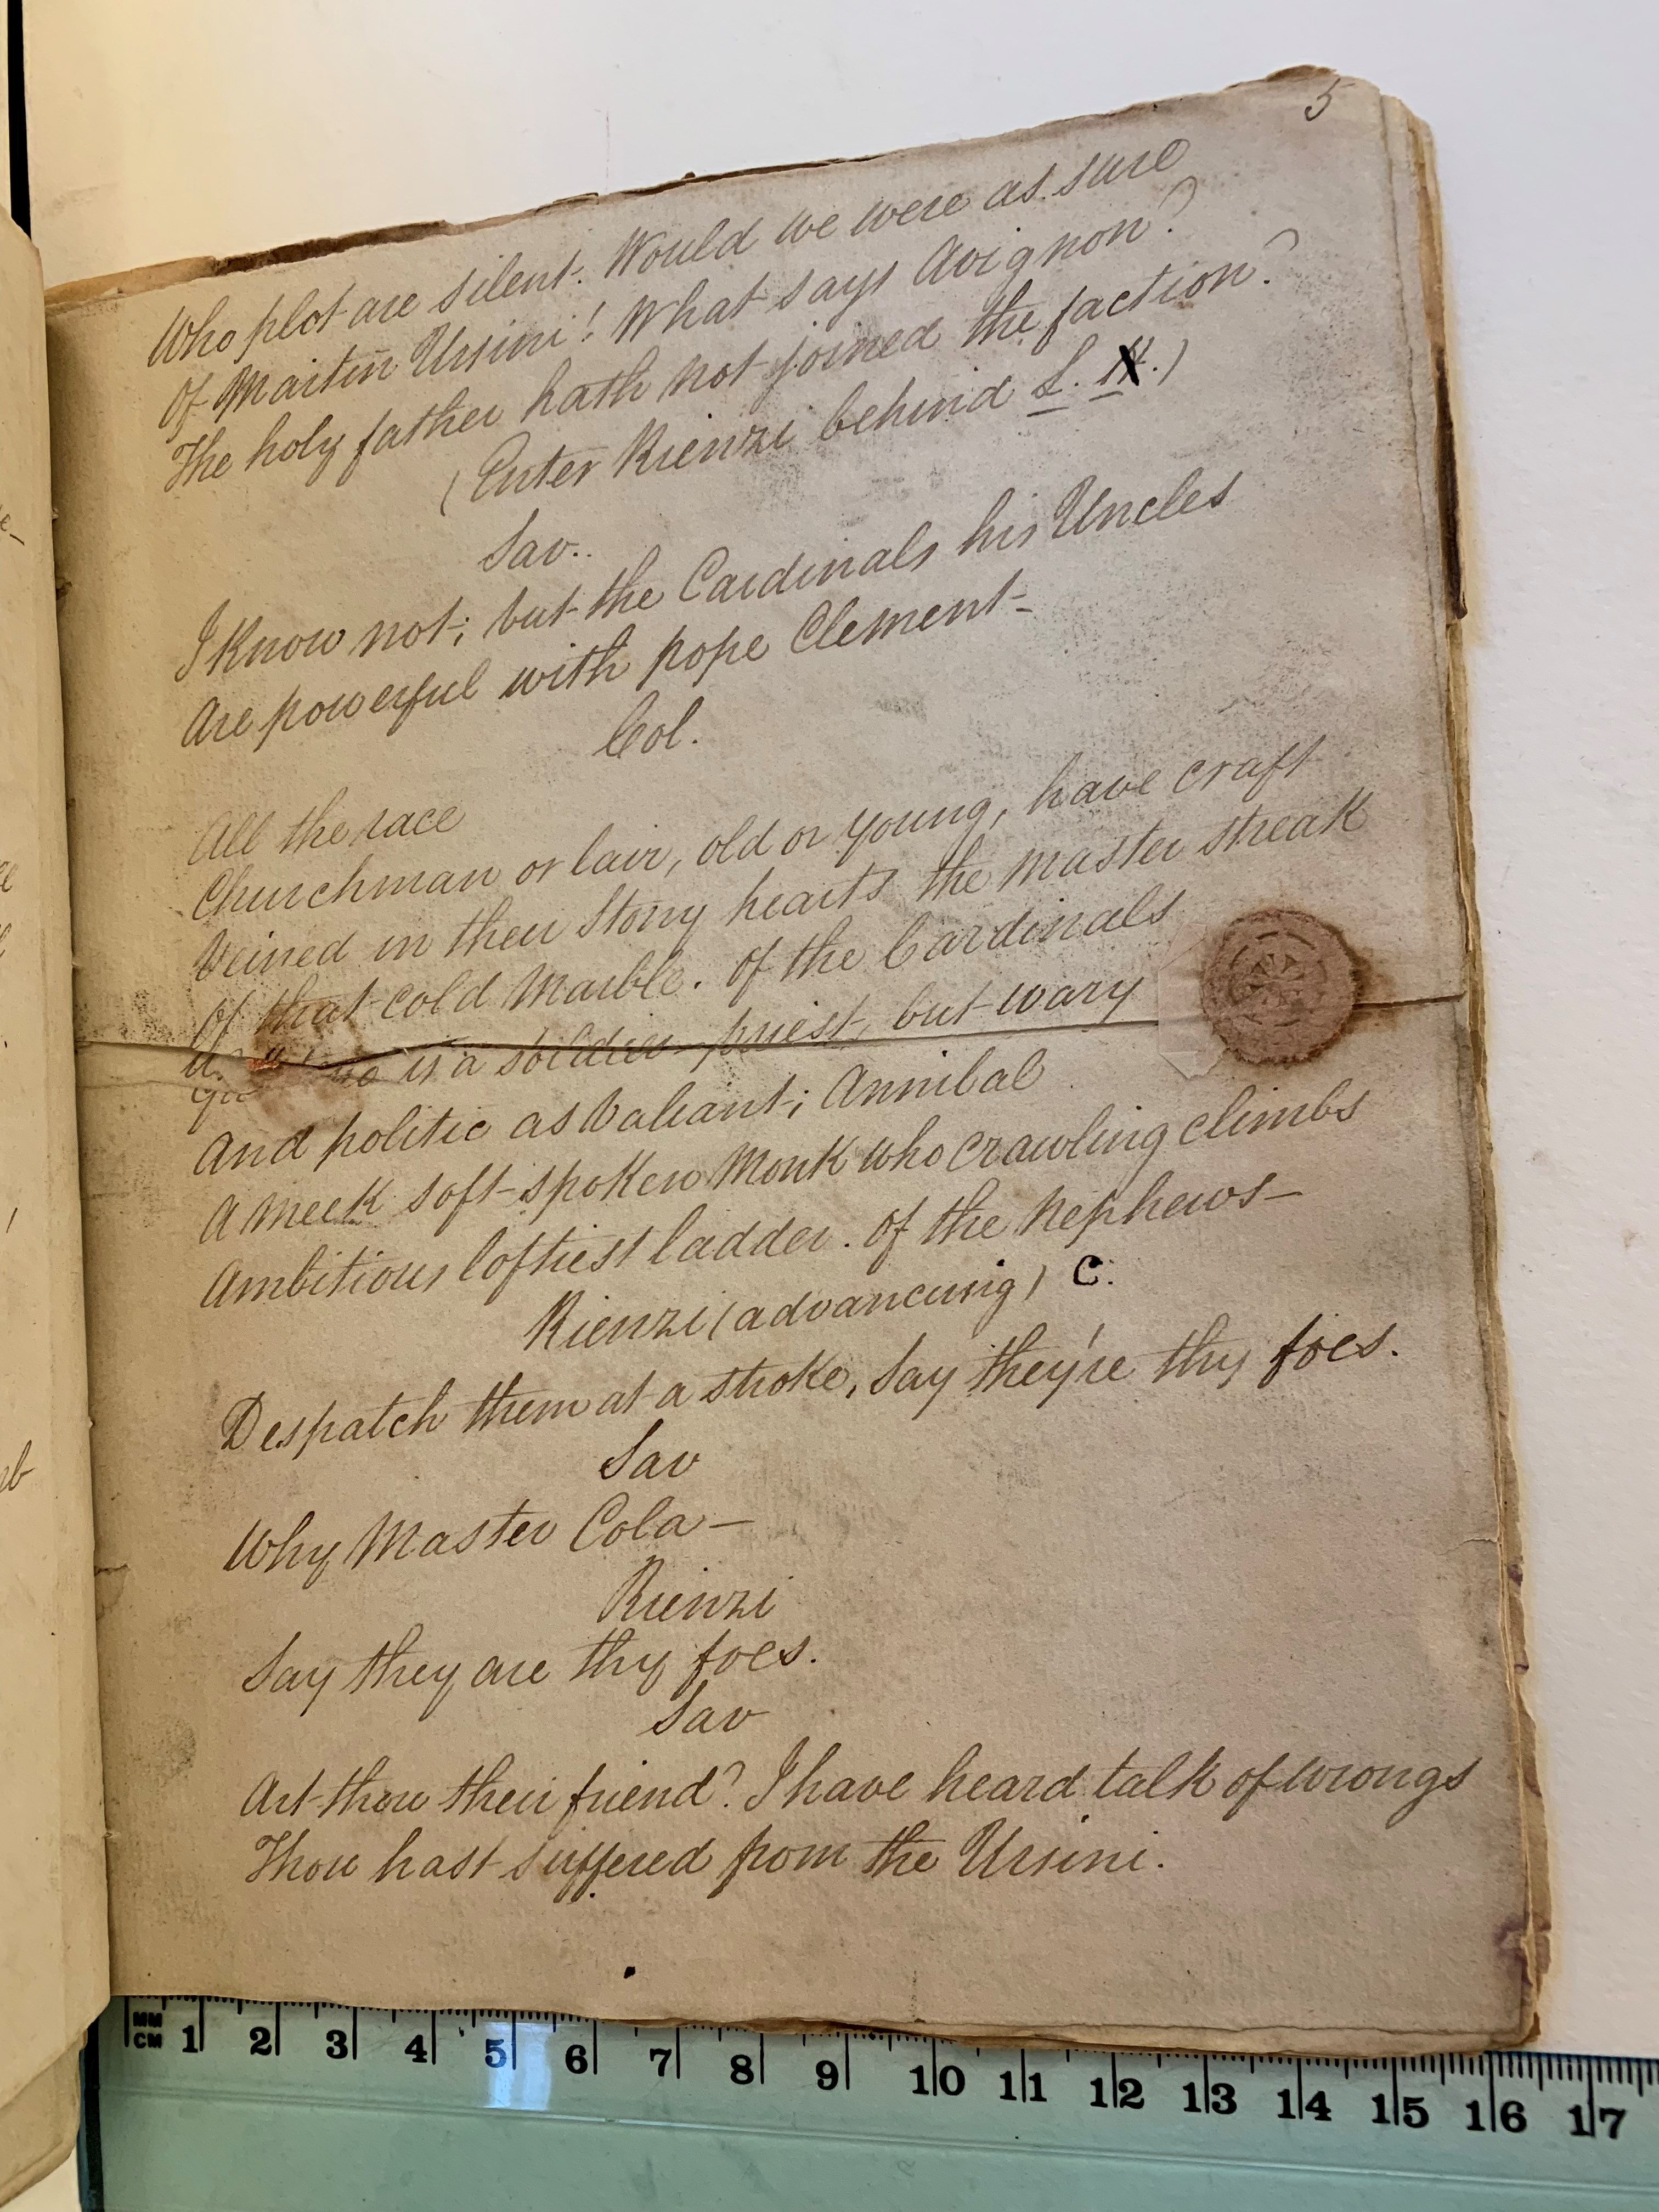 5
Who plot are silent. Would we were as sure
Of Martin Ursini! What says Avignon?
The holy father hath not joined the faction?
(Enter Rienzi behind L.
Sav..
I know not; but the Cardinals his Uncles
Are powerful with pope Clement-
Col.
All the race
Churchman or lair, old or young, have craft
Veined in their stony hearts the master streak
Of that cold marble. Of the Cardinals
is a soldier-priest, but wary
And politic as valiant; Annibal
A meek soft-spoken Monk who crawling climbs
Ambitious loftiest ladder. Of the Nephews—
Rienzi (advancing) C.
Despatch them at a stroke, Say they're thy foes.
Sav
Why Master Cola—
Rienzi
Say they are thy foes.
Sav
Art thou their friend? I have heard talk of wrongs
Thou hast suffered from the Ursini.
MM
CM 1 2 3 4 5 6 7 8 9 10 11 12 13 14 15 16 17